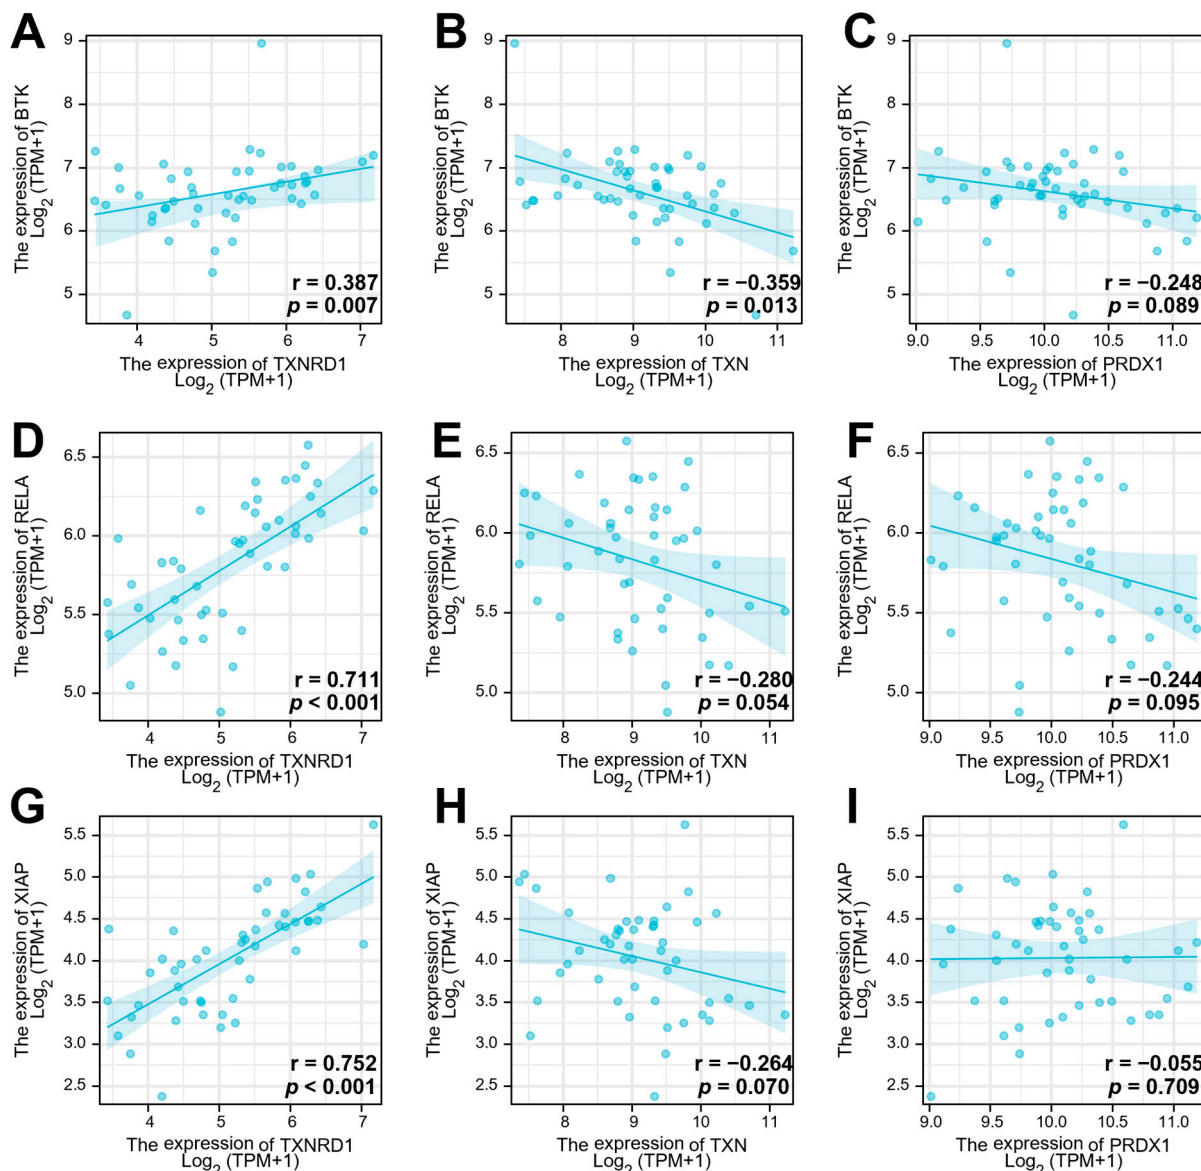 A
B
C
The expression of BTK
Log2 (TPM+1)
9
8
7
6
5
r = 0.387
p = 0.007
4 5 6 7
The expression of TXNRD1
Log2 (TPM+1)
The expression of BTK
Log2 (TPM+1)
9
8
7
6
5
r = −0.359
p = 0.013
8 9 10 11
The expression of TXN
Log2 (TPM+1)
The expression of BTK
Log2 (TPM+1)
9
8
7
6
5
r = −0.248
p = 0.089
9.0 9.5 10.0 10.5 11.0
The expression of PRDX1
Log2 (TPM+1)
D
E
F
The expression of RELA
Log2 (TPM+1)
6.5
6.0
5.5
5.0
r = 0.711
p < 0.001
4 5 6 7
The expression of TXNRD1
Log2 (TPM+1)
The expression of RELA
Log2 (TPM+1)
6.5
6.0
5.5
5.0
r = −0.280
p = 0.054
8 9 10 11
The expression of TXN
Log2 (TPM+1)
The expression of RELA
Log2 (TPM+1)
6.5
6.0
5.5
5.0
r = −0.244
p = 0.095
9.0 9.5 10.0 10.5 11.0
The expression of PRDX1
Log2 (TPM+1)
G
H
I
The expression of XIAP
Log2 (TPM+1)
5.5
5.0
4.5
4.0
3.5
3.0
2.5
r = 0.752
p < 0.001
4 5 6 7
The expression of TXNRD1
Log2 (TPM+1)
The expression of XIAP
Log2 (TPM+1)
5.5
5.0
4.5
4.0
3.5
3.0
2.5
r = −0.264
p = 0.070
8 9 10 11
The expression of TXN
Log2 (TPM+1)
The expression of XIAP
Log2 (TPM+1)
5.5
5.0
4.5
4.0
3.5
3.0
2.5
r = −0.055
p = 0.709
9.0 9.5 10.0 10.5 11.0
The expression of PRDX1
Log2 (TPM+1)